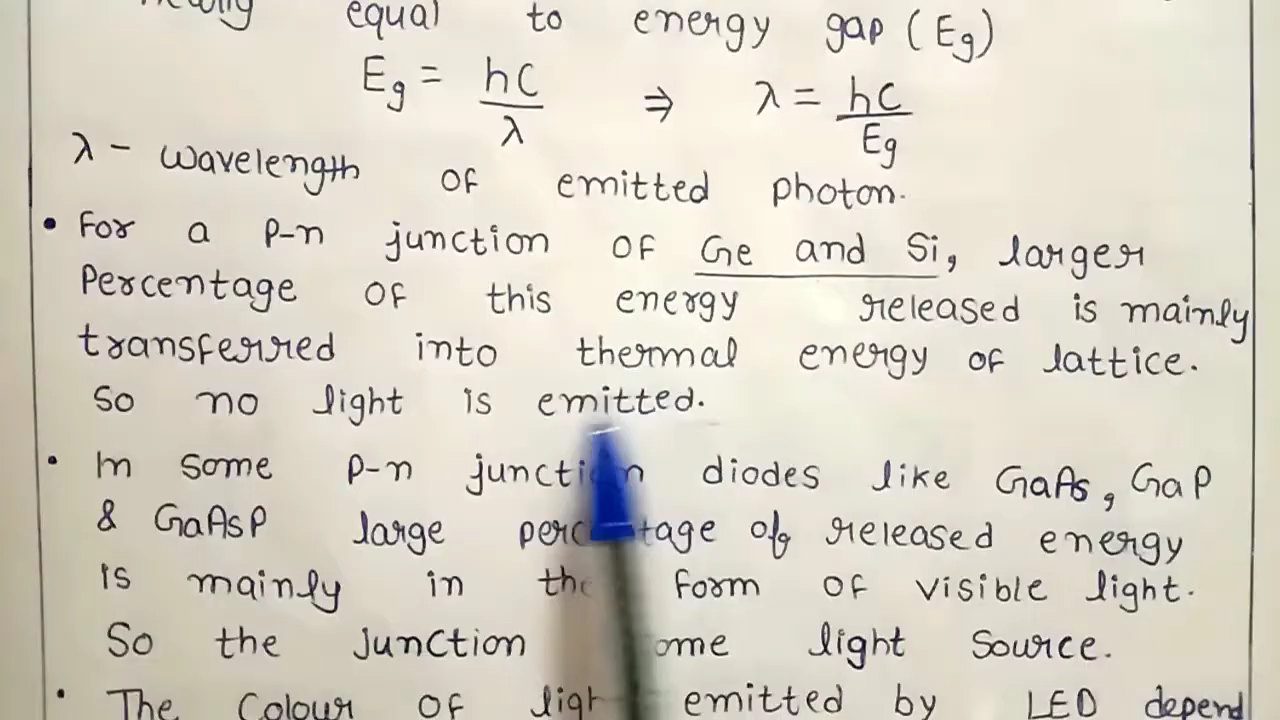 equal to energy gap (Eg)
Eg = hc/λ ⇒ λ = hc/Eg
λ - wavelength of emitted photon.
• For a p-n junction of Ge and Si, larger
Percentage of this energy released is mainly
transferred into thermal energy of lattice.
So no light is emitted.
• In some p-n junction diodes like GaAs, GaP
& GaAsP large of released energy
is mainly in the form of visible light.
So the junction light source.
• The Colour of emitted by LED depend